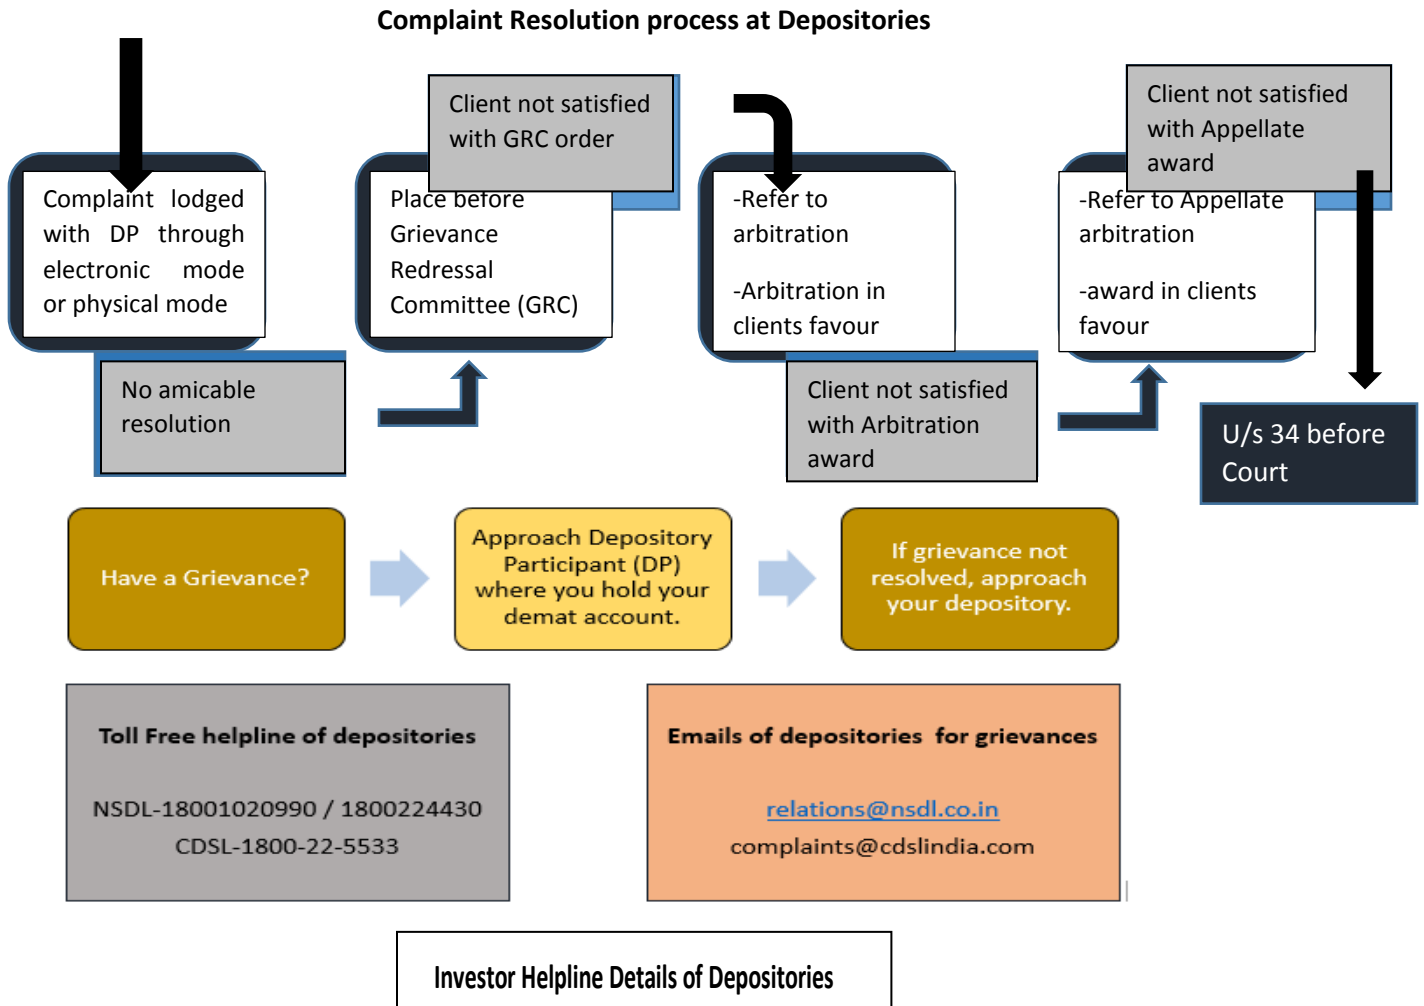 Complaint Resolution process at Depositories
Complaint lodged
with DP through
electronic mode
or physical mode
No amicable
resolution
Place before
Grievance
Redressal
Committee (GRC)
Client not satisfied
with GRC order
-Refer to
arbitration
-Arbitration in
clients favour
Client not satisfied
with Arbitration
award
-Refer to Appellate
arbitration
-award in clients
favour
Client not satisfied
with Appellate
award
U/s 34 before
Court
Have a Grievance?
Approach Depository
Participant (DP)
where you hold your
demat account.
If grievance not
resolved, approach
your depository.
Toll Free helpline of depositories
NSDL-18001020990 / 1800224430
CDSL-1800-22-5533
Emails of depositories for grievances
relations@nsdl.co.in
complaints@cdslindia.com
Investor Helpline Details of Depositories